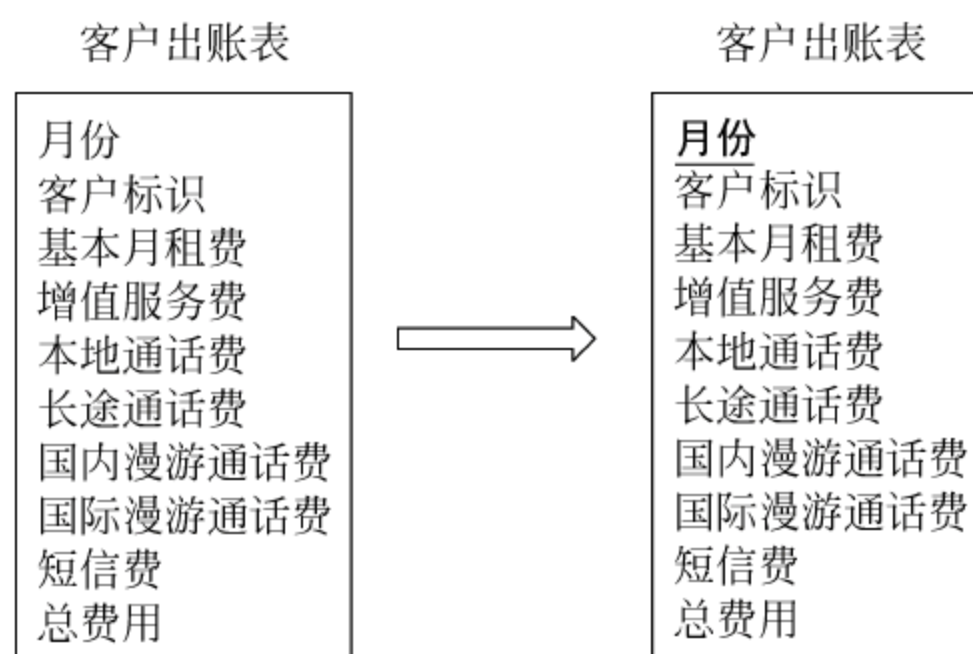 客户出账表
月份
客户标识
基本月租费
增值服务费
本地通话费
长途通话费
国内漫游通话费
国际漫游通话费
短信费
总费用
客户出账表
月份
客户标识
基本月租费
增值服务费
本地通话费
长途通话费
国内漫游通话费
国际漫游通话费
短信费
总费用